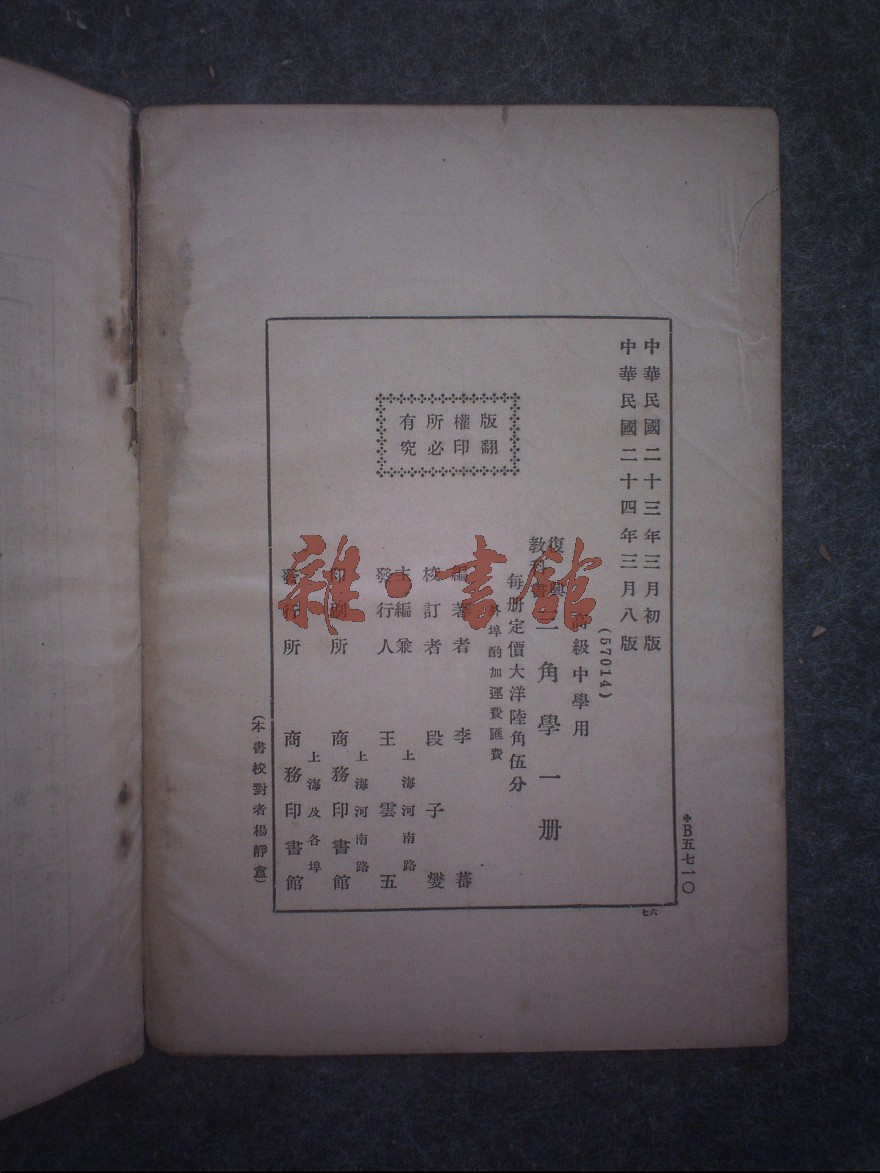 中華民國二十三年三月初版
中華民國二十四年三月八版
(57014)
高級中學用
復興
教科書
三角學一册
每册定價大洋陸角伍分
外埠酌加運費匯費
版權所有
翻印必究
編著者 李蕃
校訂者 段子燮
主編兼
發行人 王雲五
上海河南路
印刷所 商務印書館
上海河南路
發行所 商務印書館
上海及各埠
(本書校對者楊靜盦)
❖B五七一〇
七六
雜·書館